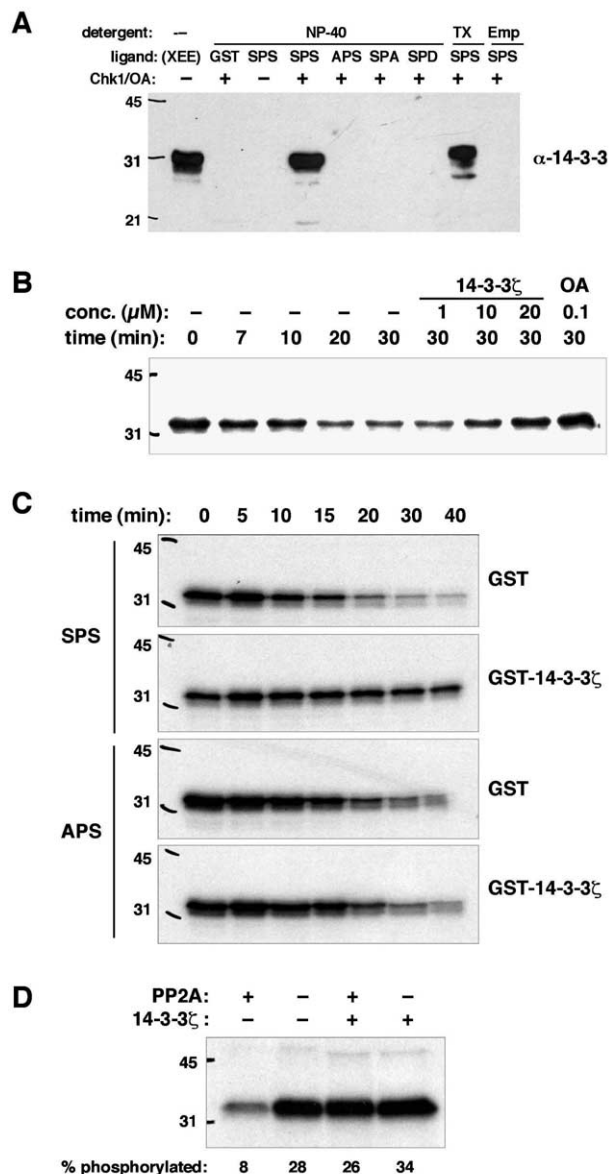 A
detergent: – NP-40 TX Emp
ligand: (XEE) GST SPS SPS APS SPA SPD SPS SPS
Chk1/OA – + – + + + + + +
45
31
21
α-14-3-3
B
14-3-3ζ OA
conc. (µM): – – – – – 1 10 20 0.1
time (min): 0 7 10 20 30 30 30 30 30
45
31
C
time (min): 0 5 10 15 20 30 40
SPS
45
31
GST
45
31
GST-14-3-3ζ
APS
45
31
GST
45
31
GST-14-3-3ζ
D
PP2A: + – + –
14-3-3ζ : – – + +
45
31
% phosphorylated: 8 28 26 34